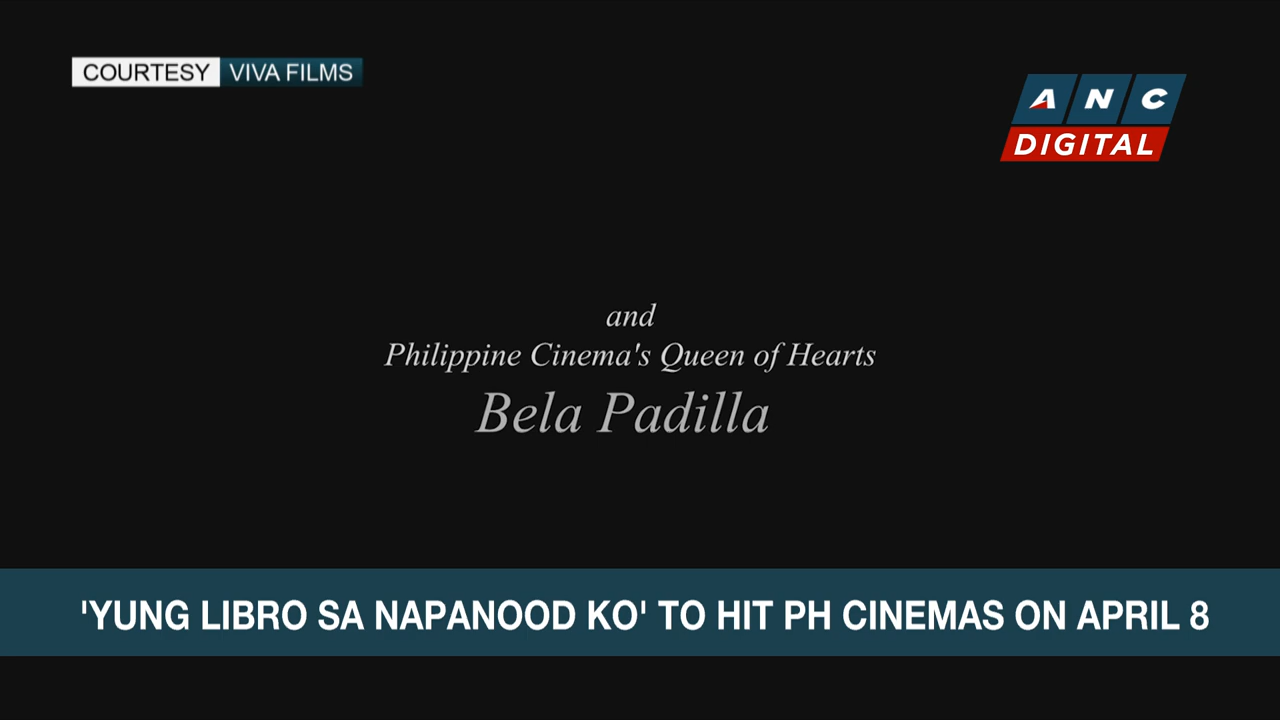 COURTESY VIVA FILMS
ANC
DIGITAL
and
Philippine Cinema's Queen of Hearts
Bela Padilla
'YUNG LIBRO SA NAPANOOD KO' TO HIT PH CINEMAS ON APRIL 8